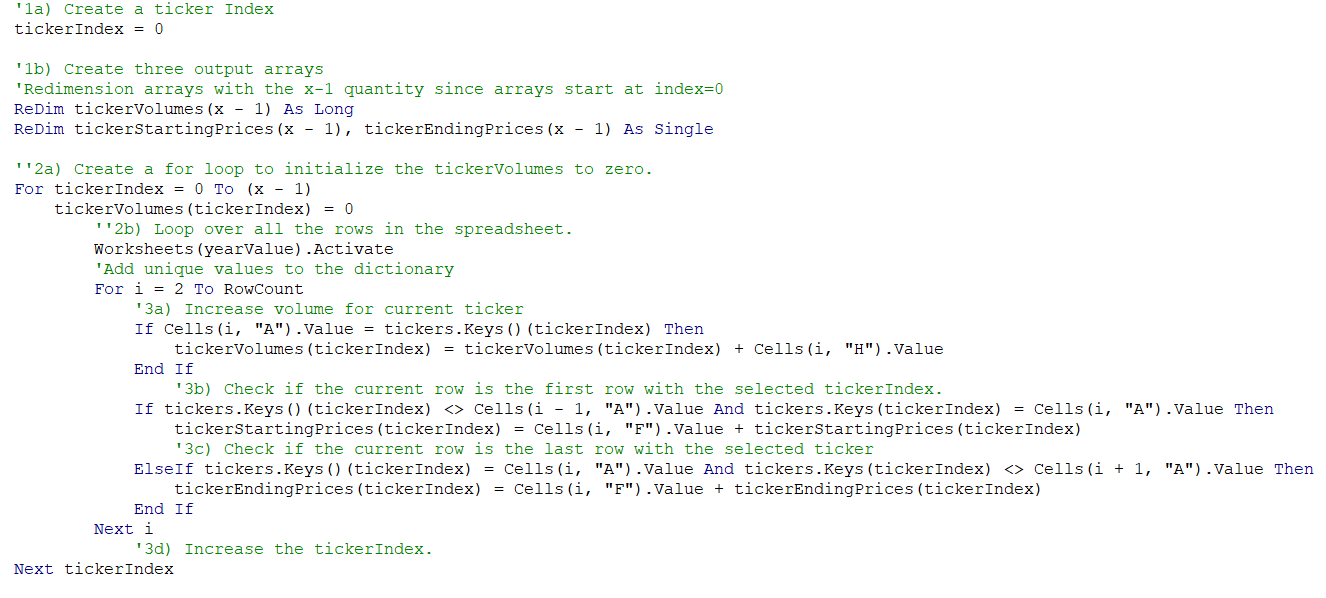 '1a) Create a ticker Index
tickerIndex = 0
'1b) Create three output arrays
'Redimension arrays with the x-1 quantity since arrays start at index=0
ReDim tickerVolumes(x - 1) As Long
ReDim tickerStartingPrices(x - 1), tickerEndingPrices(x - 1) As Single
''2a) Create a for loop to initialize the tickerVolumes to zero.
For tickerIndex = 0 To (x - 1)
    tickerVolumes(tickerIndex) = 0
        ''2b) Loop over all the rows in the spreadsheet.
        Worksheets(yearValue).Activate
        'Add unique values to the dictionary
        For i = 2 To RowCount
            '3a) Increase volume for current ticker
            If Cells(i, "A").Value = tickers.Keys()(tickerIndex) Then
                tickerVolumes(tickerIndex) = tickerVolumes(tickerIndex) + Cells(i, "H").Value
            End If
                '3b) Check if the current row is the first row with the selected tickerIndex.
            If tickers.Keys()(tickerIndex) <> Cells(i - 1, "A").Value And tickers.Keys(tickerIndex) = Cells(i, "A").Value Then
                tickerStartingPrices(tickerIndex) = Cells(i, "F").Value + tickerStartingPrices(tickerIndex)
                '3c) Check if the current row is the last row with the selected ticker
            ElseIf tickers.Keys()(tickerIndex) = Cells(i, "A").Value And tickers.Keys(tickerIndex) <> Cells(i + 1, "A").Value Then
                tickerEndingPrices(tickerIndex) = Cells(i, "F").Value + tickerEndingPrices(tickerIndex)
            End If
        Next i
            '3d) Increase the tickerIndex.
Next tickerIndex